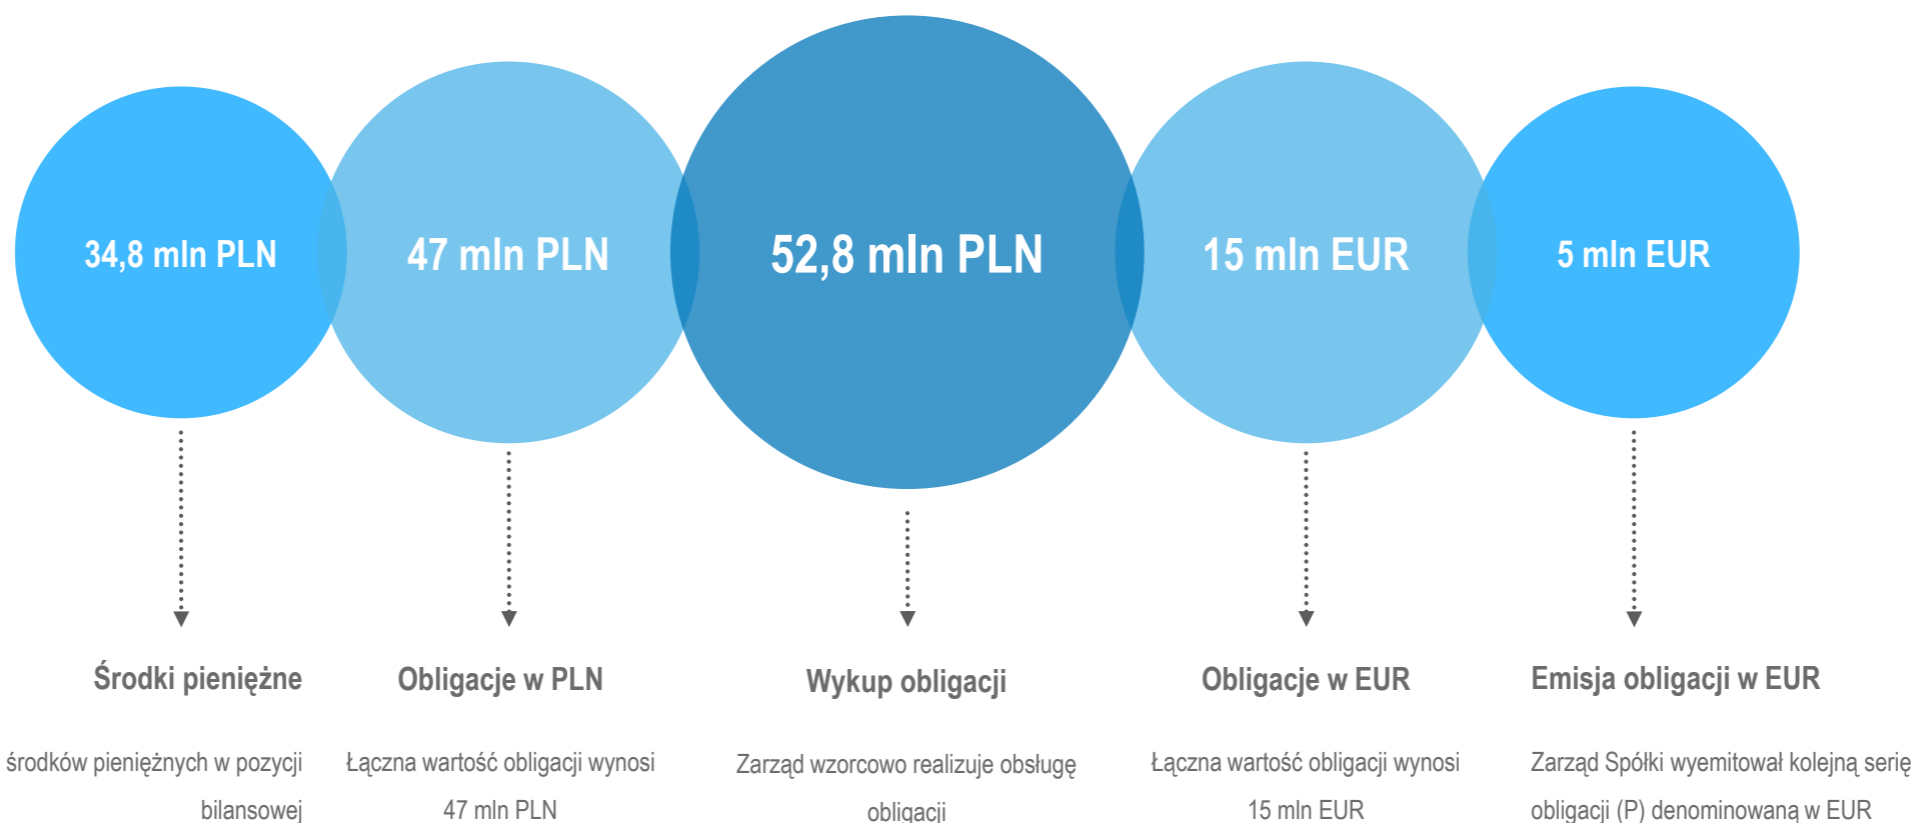 34,8 mln PLN
47 mln PLN
52,8 mln PLN
15 mln EUR
5 mln EUR
Środki pieniężne
środków pieniężnych w pozycji
bilansowej
Obligacje w PLN
Łączna wartość obligacji wynosi
47 mln PLN
Wykup obligacji
Zarząd wzorcowo realizuje obsługę
obligacji
Obligacje w EUR
Łączna wartość obligacji wynosi
15 mln EUR
Emisja obligacji w EUR
Zarząd Spółki wyemitował kolejną serię
obligacji (P) denominowaną w EUR